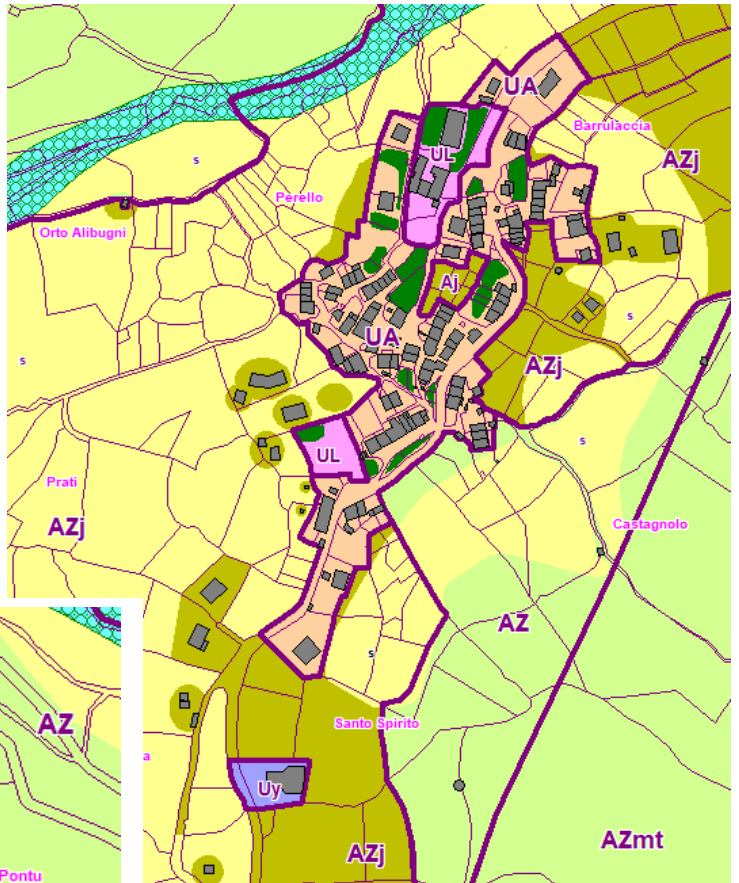 UA
Barrulaccia
UL
AZj
s
Perello
Orto Alibugni
Aj
s
UA
s
AZj
s
UL
Prati
Castagnolo
AZj
AZ
s
Santo Spirito
AZ
a
Uy
AZj
AZmt
Pontu